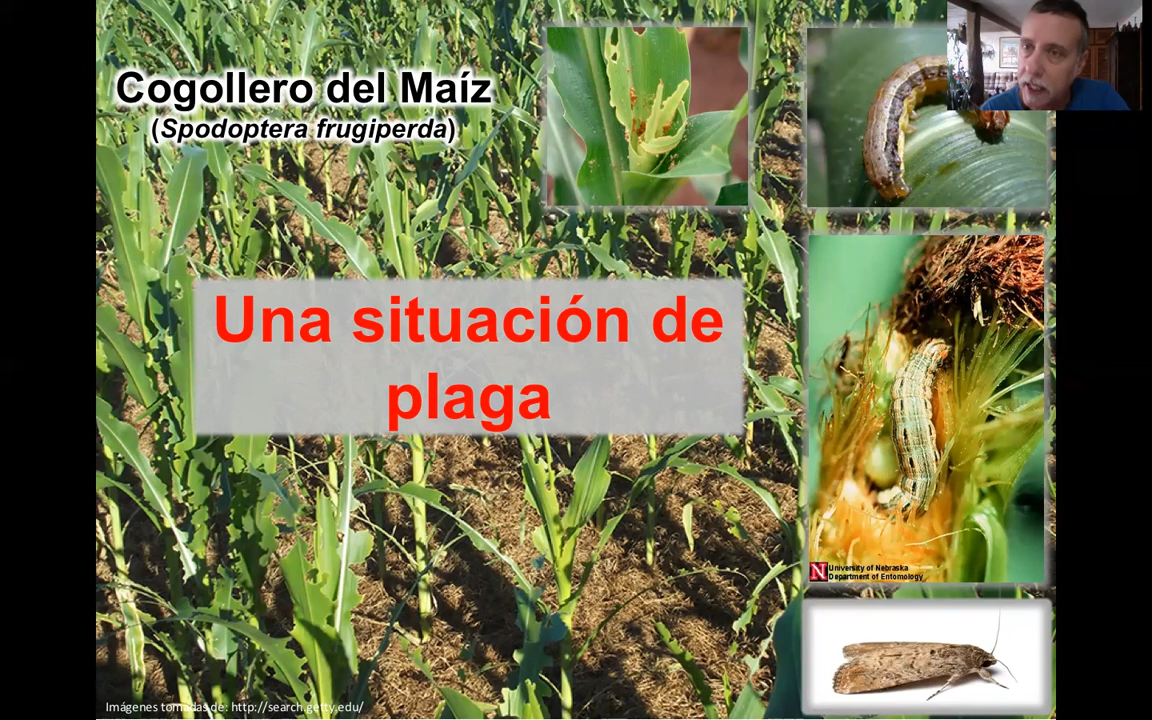 Cogollero del Maíz
(Spodoptera frugiperda)
Una situación de
plaga
University of Nebraska
Department of Entomology
Imágenes tomadas de: http://search.getty.edu/